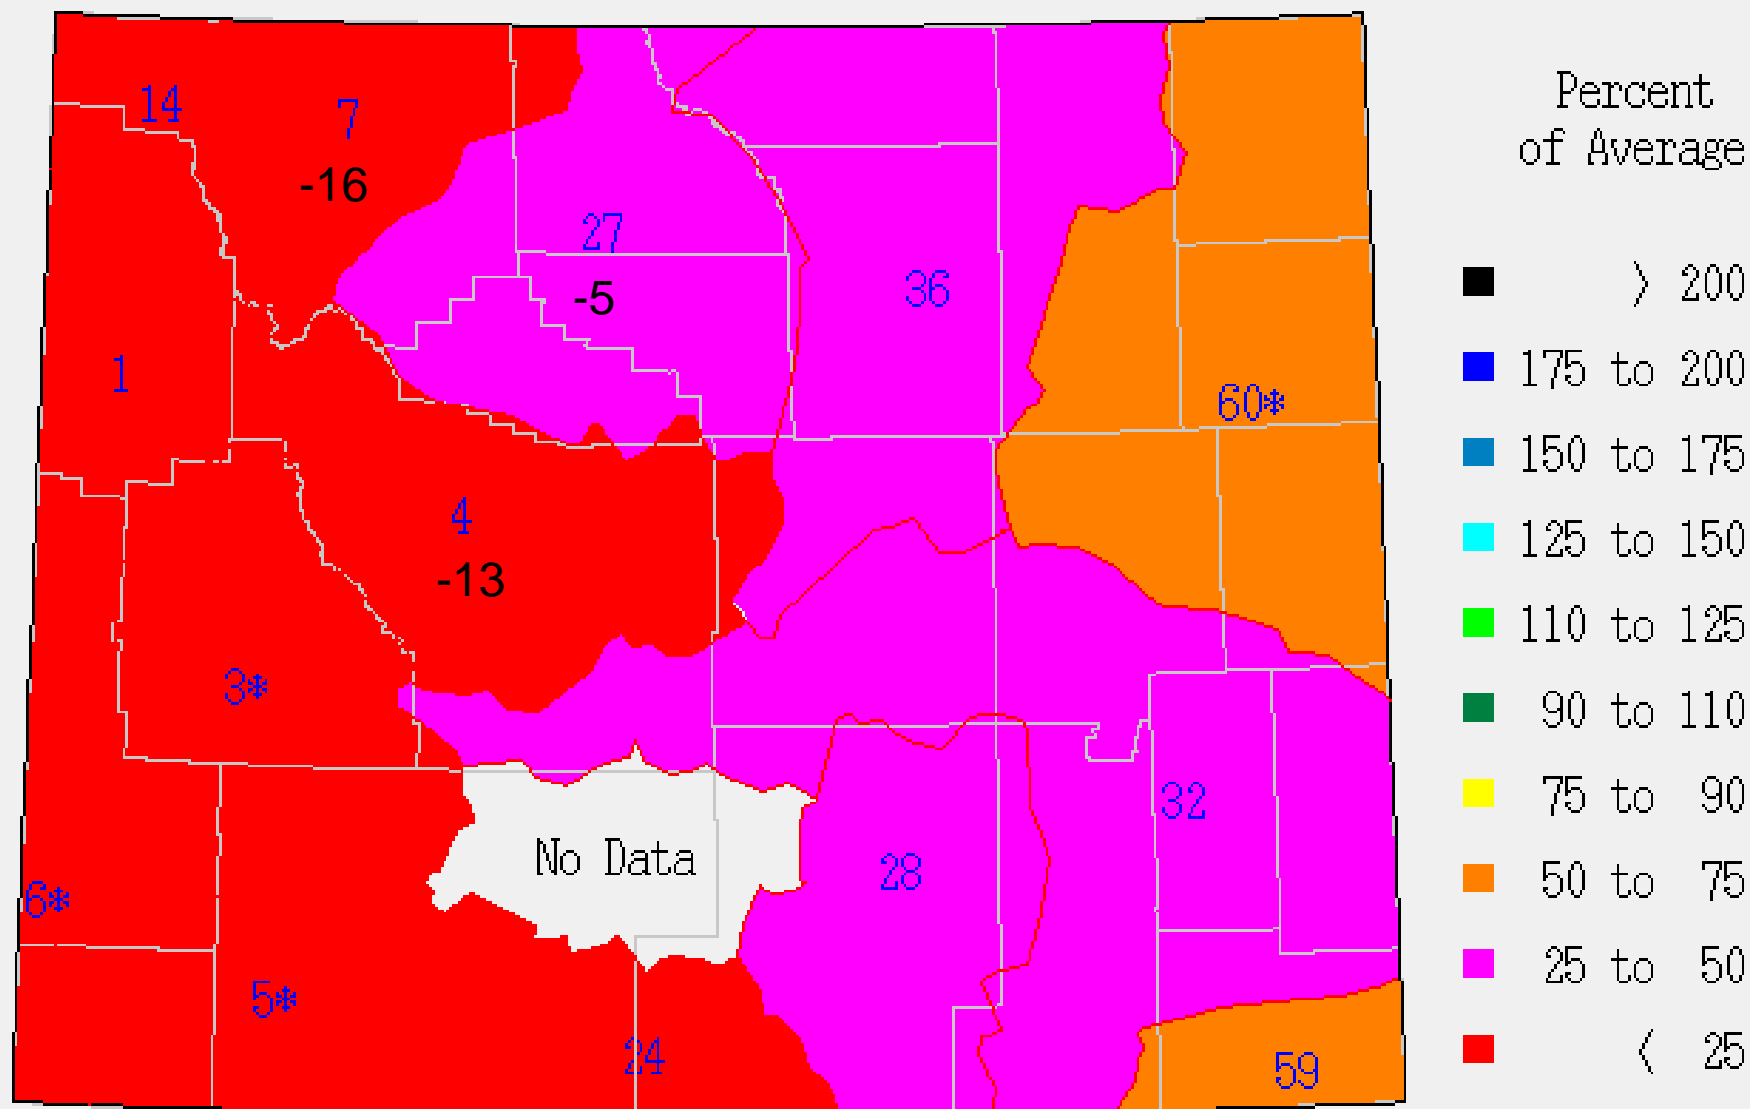 14
7
-16
27
-5
36
1
60*
4
-13
3*
32
No Data
28
6*
5*
24
59
Percent
of Average
> 200
175 to 200
150 to 175
125 to 150
110 to 125
90 to 110
75 to 90
50 to 75
25 to 50
< 25